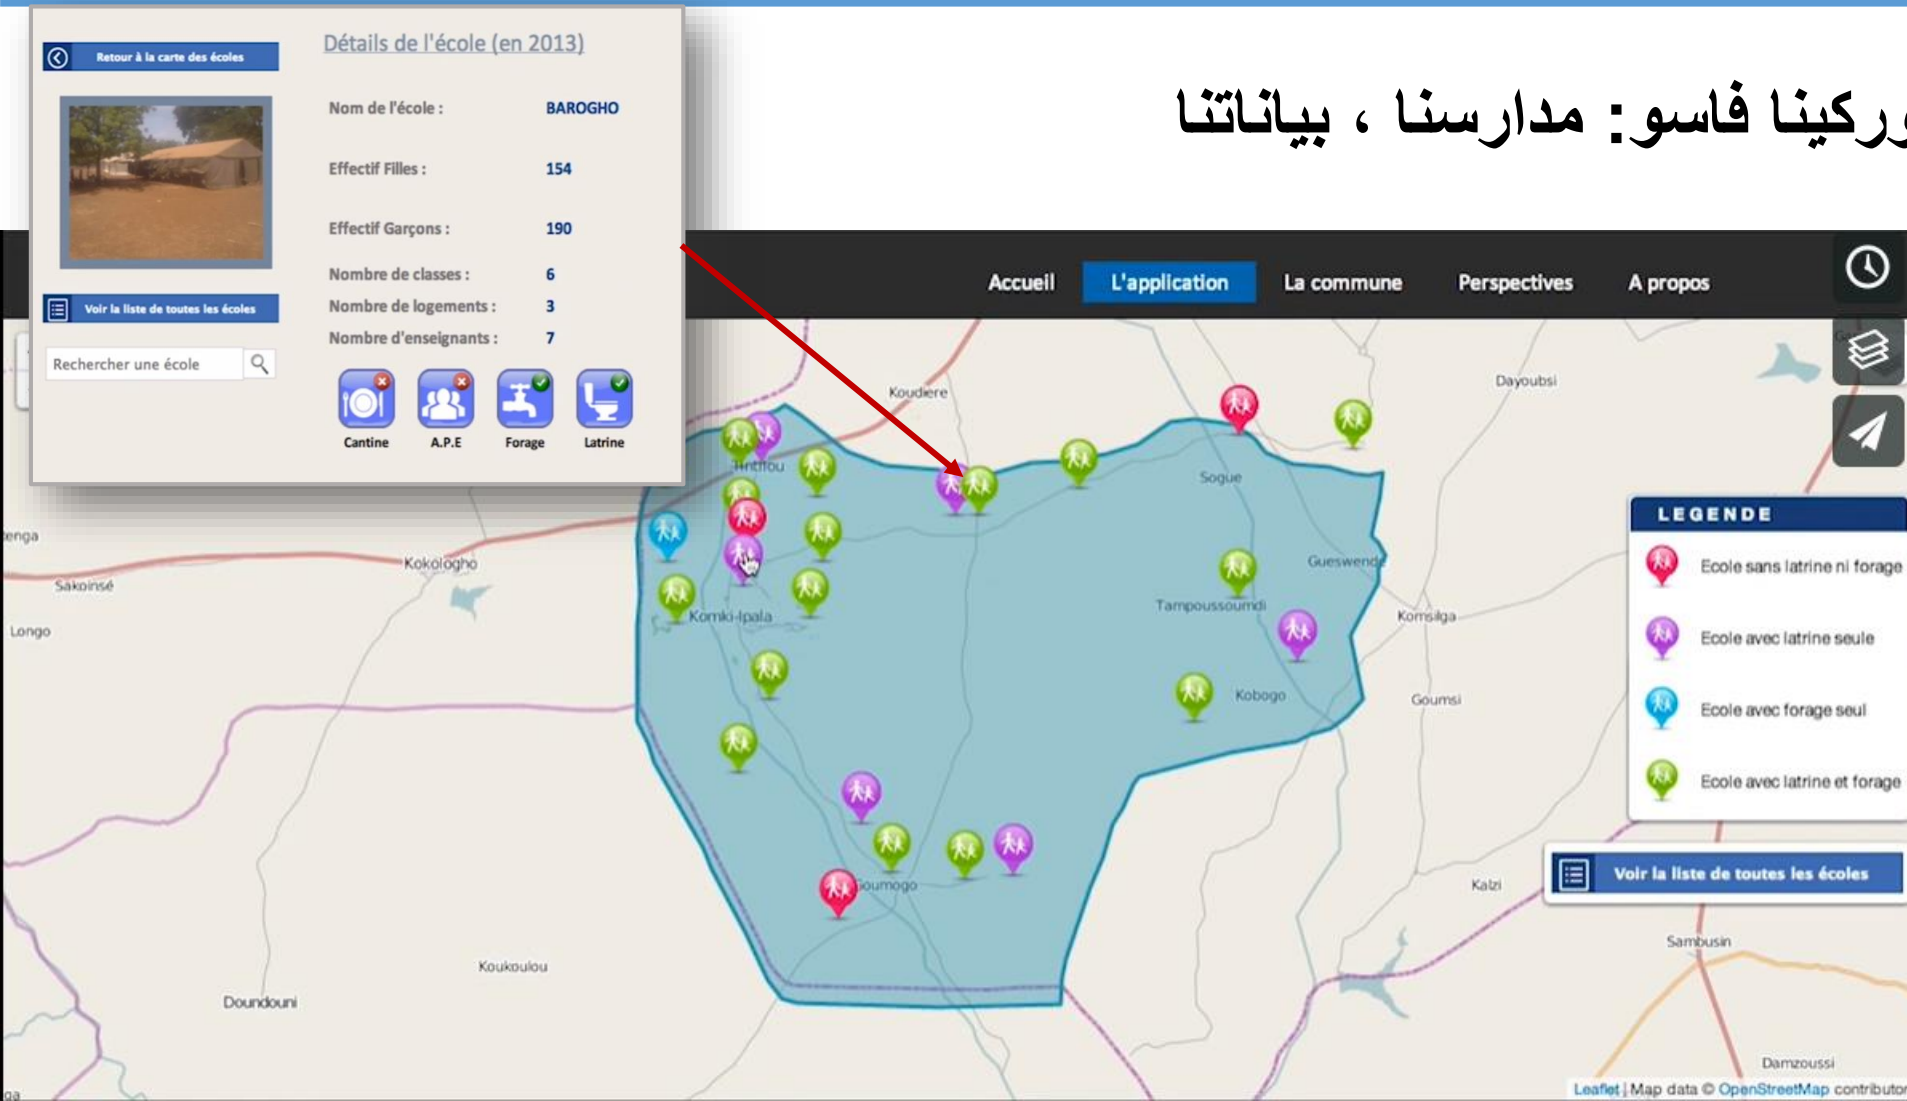 وركينا فاسو: مدارسنا ، بياناتنا
Retour à la carte des écoles
Détails de l'école (en 2013)
Nom de l'école : BAROGHO
Effectif Filles : 154
Effectif Garçons : 190
Nombre de classes : 6
Nombre de logements : 3
Nombre d'enseignants : 7
Voir la liste de toutes les écoles
Rechercher une école
Cantine A.P.E Forage Latrine
Accueil L'application La commune Perspectives A propos
Koudiere
Dayoubsi
Tintilou
Sogue
enga
Kokologho
Sakoinsé
Gueswende
Longo
Komki-Ipala
Tampoussoumdi
Komsilga
Kobogo
Goumsi
Goumogo
Kalzi
Koukoulou
Doundouni
Sambusin
Damzoussi
ga
LEGENDE
Ecole sans latrine ni forage
Ecole avec latrine seule
Ecole avec forage seul
Ecole avec latrine et forage
Voir la liste de toutes les écoles
Leaflet | Map data © OpenStreetMap contributor